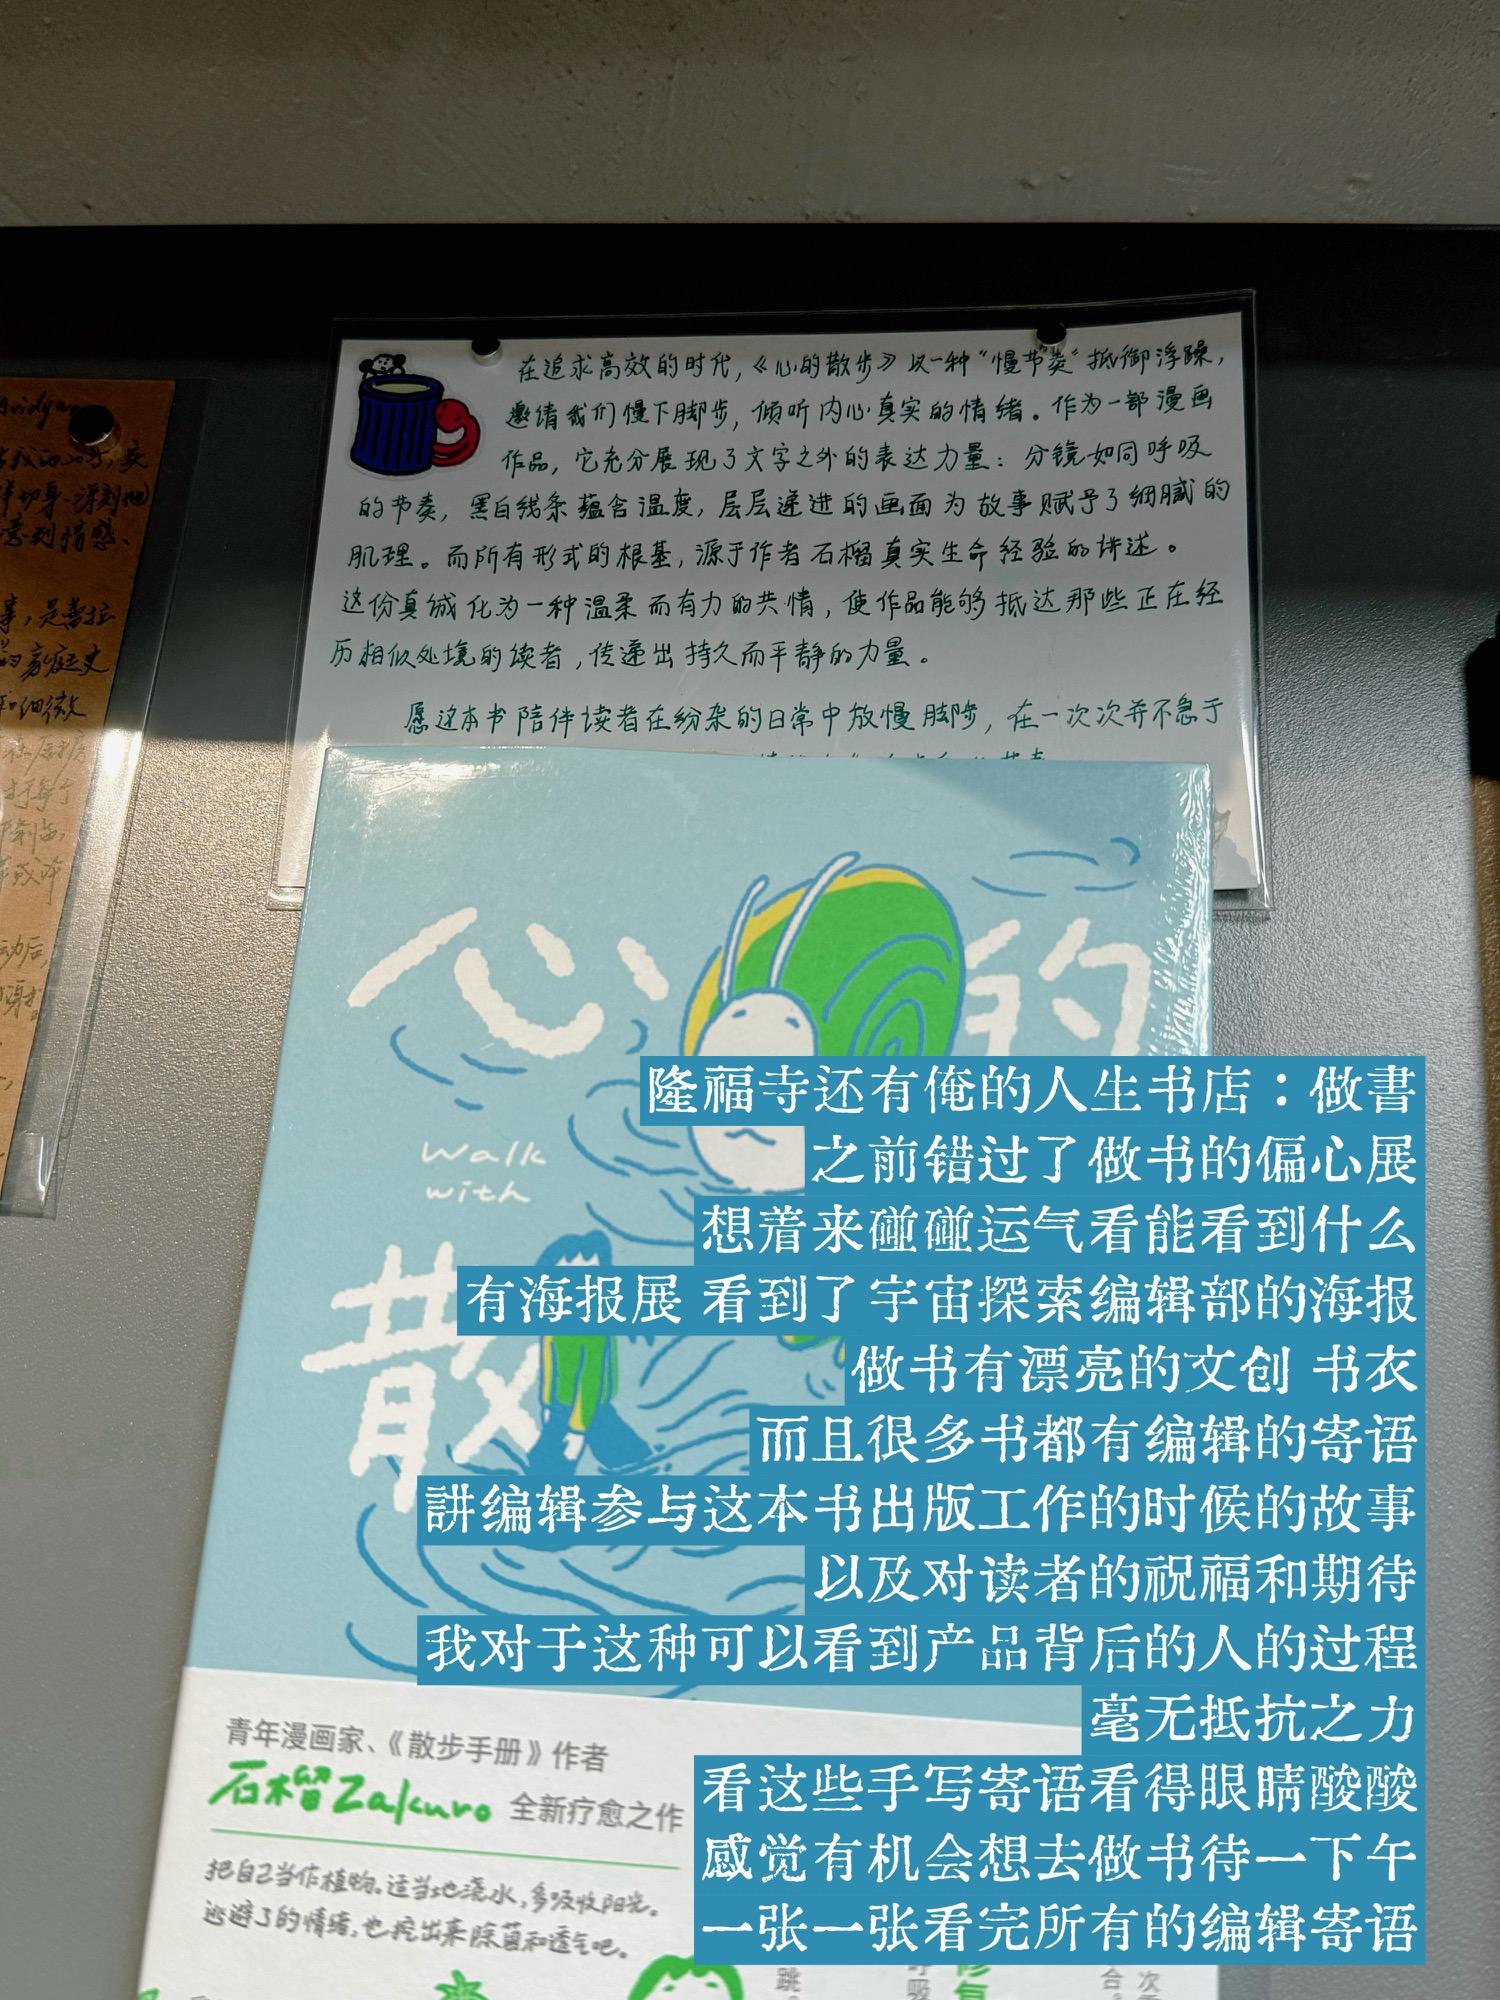 在追求高效的时代，《心的散步》以一种“慢节奏”抵御浮躁，
邀请我们慢下脚步，倾听内心真实的情绪。作为一部漫画
作品，它充分展现了文字之外的表达力量：分镜如同呼吸
的节奏，黑白线条蕴含温度，层层递进的画面为故事赋予了细腻的
肌理。而所有形式的根基，源于作者石榴真实生命经验的讲述。
这份真诚化为一种温柔而有力的共情，使作品能够抵达那些正在经
历相似处境的读者，传递出持久而平静的力量。
愿这本书陪伴读者在纷杂的日常中放慢脚步，在一次次并不急于
心的
Walk
with
散
隆福寺还有俺的人生书店：做書
之前错过了做书的偏心展
想着来碰碰运气看能看到什么
有海报展 看到了宇宙探索编辑部的海报
做书有漂亮的文创 书衣
而且很多书都有编辑的寄语
講编辑参与这本书出版工作的时候的故事
以及对读者的祝福和期待
我对于这种可以看到产品背后的人的过程
毫无抵抗之力
看这些手写寄语看得眼睛酸酸
感觉有机会想去做书待一下午
一张一张看完所有的编辑寄语
青年漫画家、《散步手册》作者
石榴Zakuro 全新疗愈之作
把自己当作植物。适当地浇水，多吸收阳光。
逃避了的情绪，也挖出来除菌和透气吧。